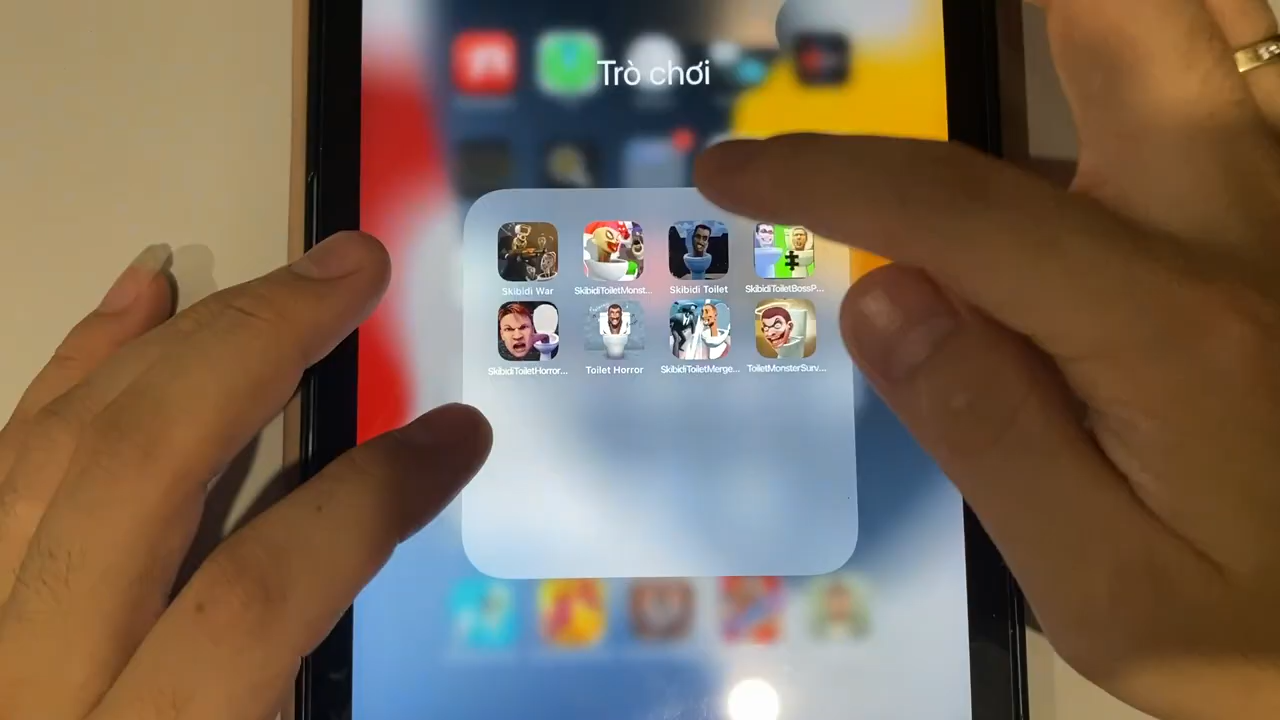 Trò chơi
Skibidi War
SkibidiToiletMonst...
Skibidi Toilet
SkibidiToiletBossP...
SkibidiToiletHorror...
Toilet Horror
SkibidiToiletMerge...
ToiletMonsterSurv...